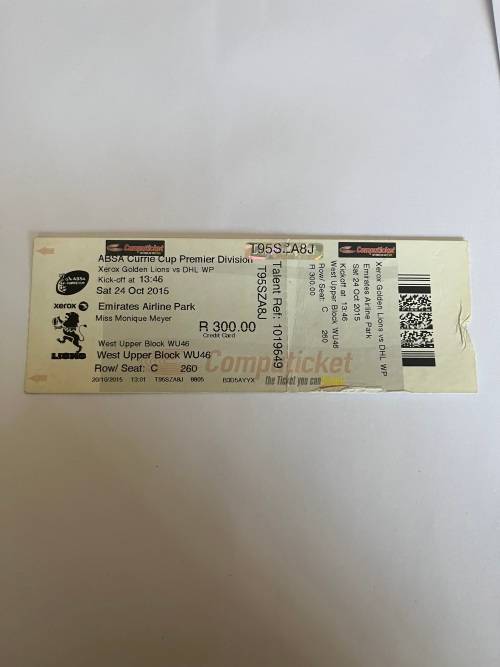 Computicket
T95SZA8J
Computicket
ABSA Currie Cup Premier Division
Xerox Golden Lions vs DHL WP
Kick-off at 13:46
Sat 24 Oct 2015
xerox
Emirates Airline Park
Miss Monique Meyer
R 300.00
Credit Card
LIONS
West Upper Block WU46
West Upper Block WU46
Row/ Seat: C 260
20/10/2015 13:01 T95SZA8J 9805 B3D5AYYX
Computicket
the Ticket you can
T95SZA8J
Talent Ref: 1019649
Xerox Golden Lions vs DHL WP
Emirates Airline Park
Sat 24 Oct 2015
Kick-off at 13:46
West Upper Block WU46
Row/ Seat: C 260
R 300.00